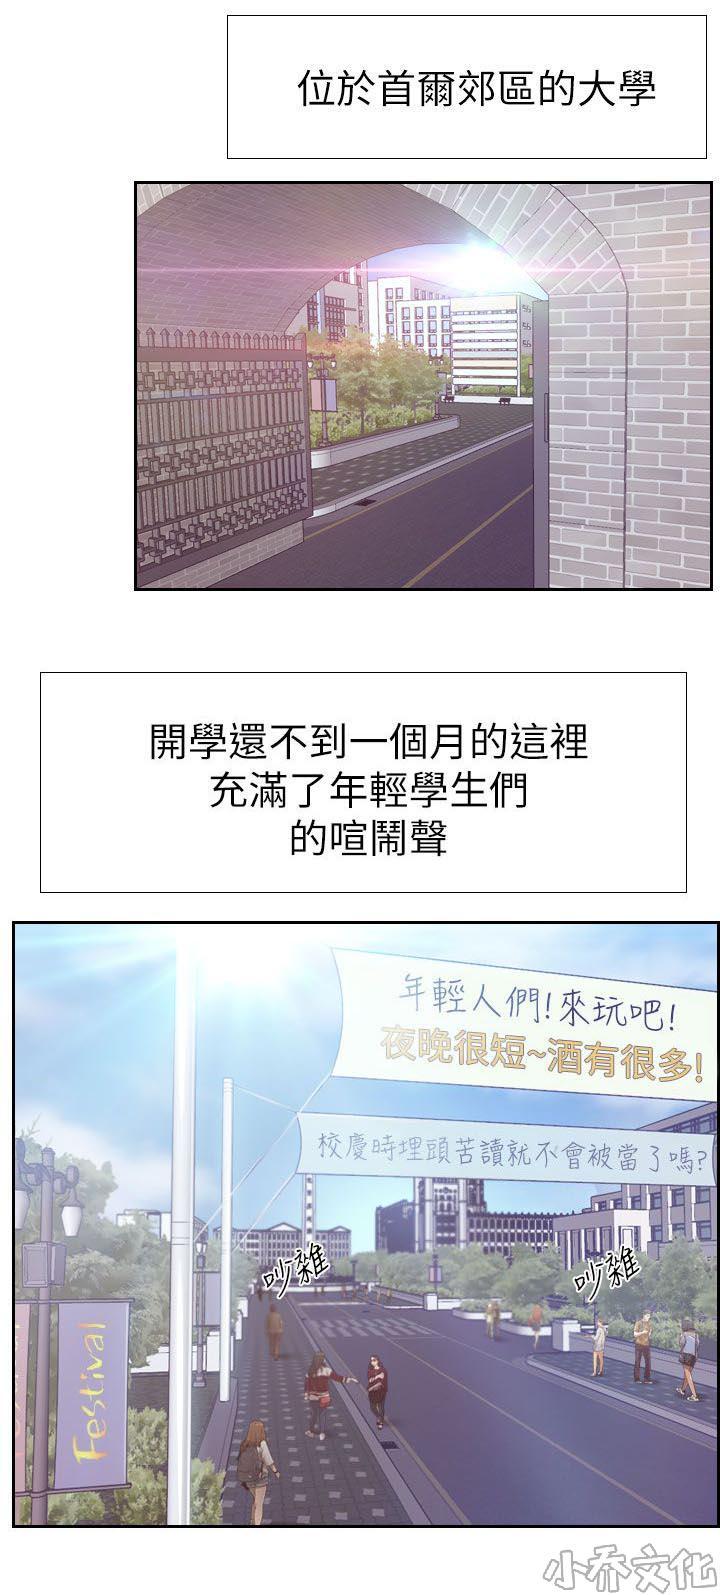 位於首爾郊區的大學
開學還不到一個月的這裡
充滿了年輕學生們
的喧鬧聲
年輕人們!來玩吧!
夜晚很短~酒有很多!
校慶時埋頭苦讀就不會被當了嗎?
吵雜
吵雜
Festival
小乔文化